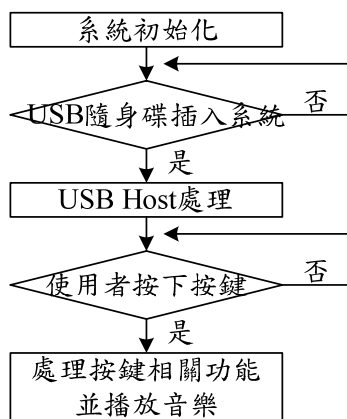 系統初始化
USB隨身碟插入系統
否
是
USB Host處理
使用者按下按鍵
否
是
處理按鍵相關功能
並播放音樂